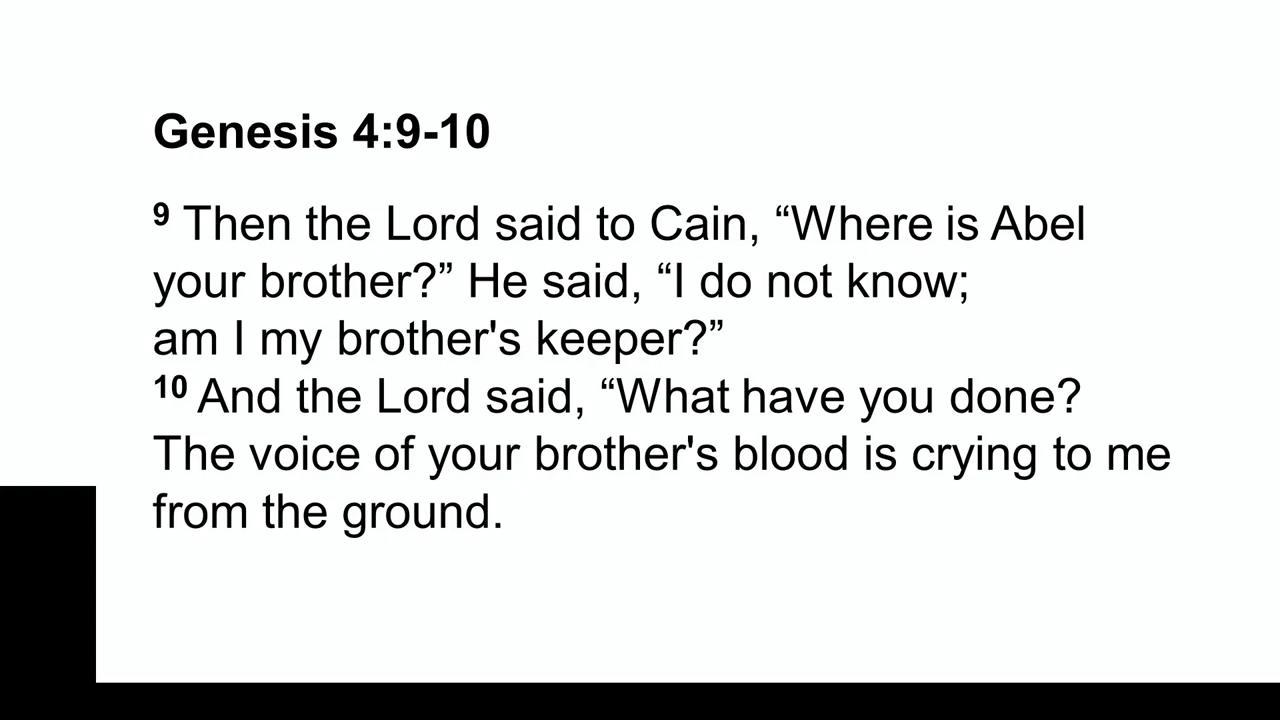 Genesis 4:9-10
9 Then the Lord said to Cain, “Where is Abel
your brother?” He said, “I do not know;
am I my brother's keeper?”
10 And the Lord said, “What have you done?
The voice of your brother's blood is crying to me
from the ground.